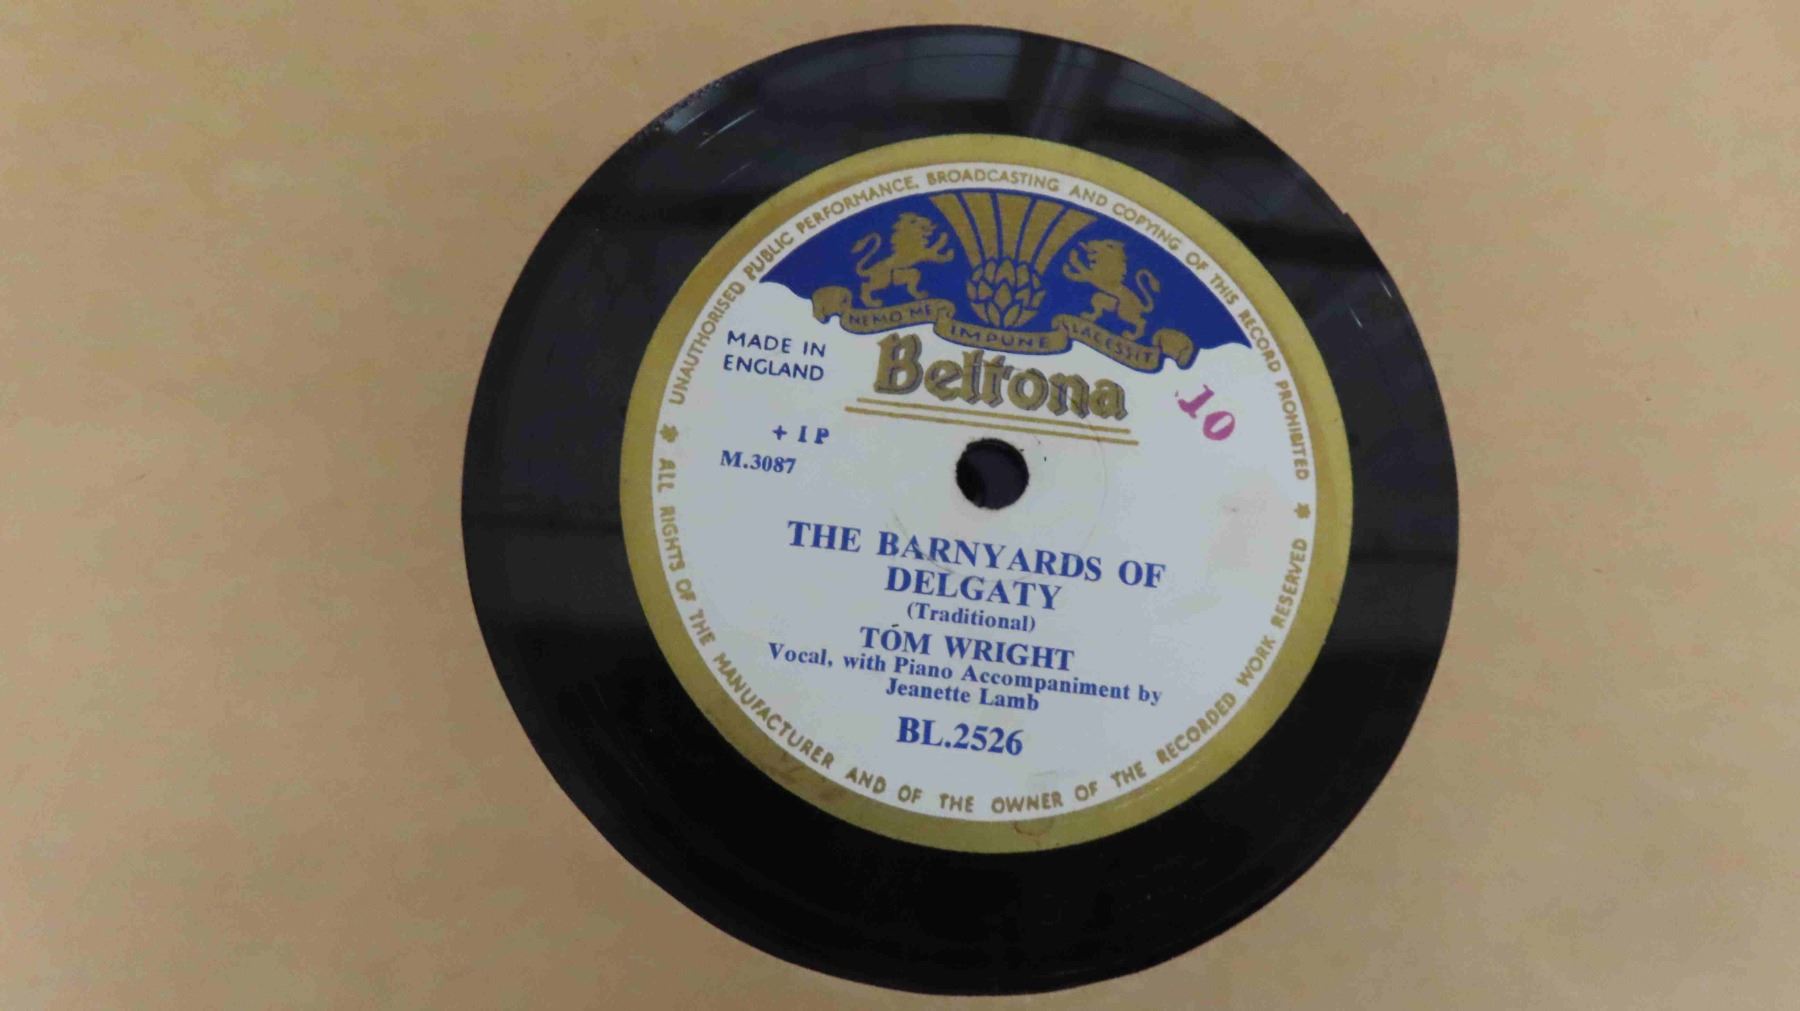 UNAUTHORISED PUBLIC PERFORMANCE, BROADCASTING AND COPYING OF THIS RECORD PROHIBITED
NEMO ME IMPUNE LACESSIT
Beltona
MADE IN
ENGLAND
10
+ 1 P
M.3087
THE BARNYARDS OF
DELGATY
(Traditional)
TOM WRIGHT
Vocal, with Piano Accompaniment by
Jeanette Lamb
BL.2526
ALL RIGHTS OF THE MANUFACTURER AND OF THE OWNER OF THE RECORDED WORK RESERVED